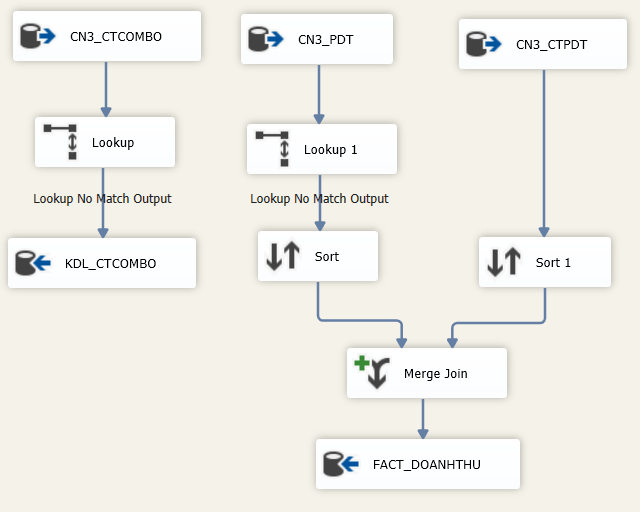 CN3_CTCOMBO
CN3_PDT
CN3_CTPDT
Lookup
Lookup 1
Lookup No Match Output
Lookup No Match Output
KDL_CTCOMBO
Sort
Sort 1
Merge Join
FACT_DOANHTHU